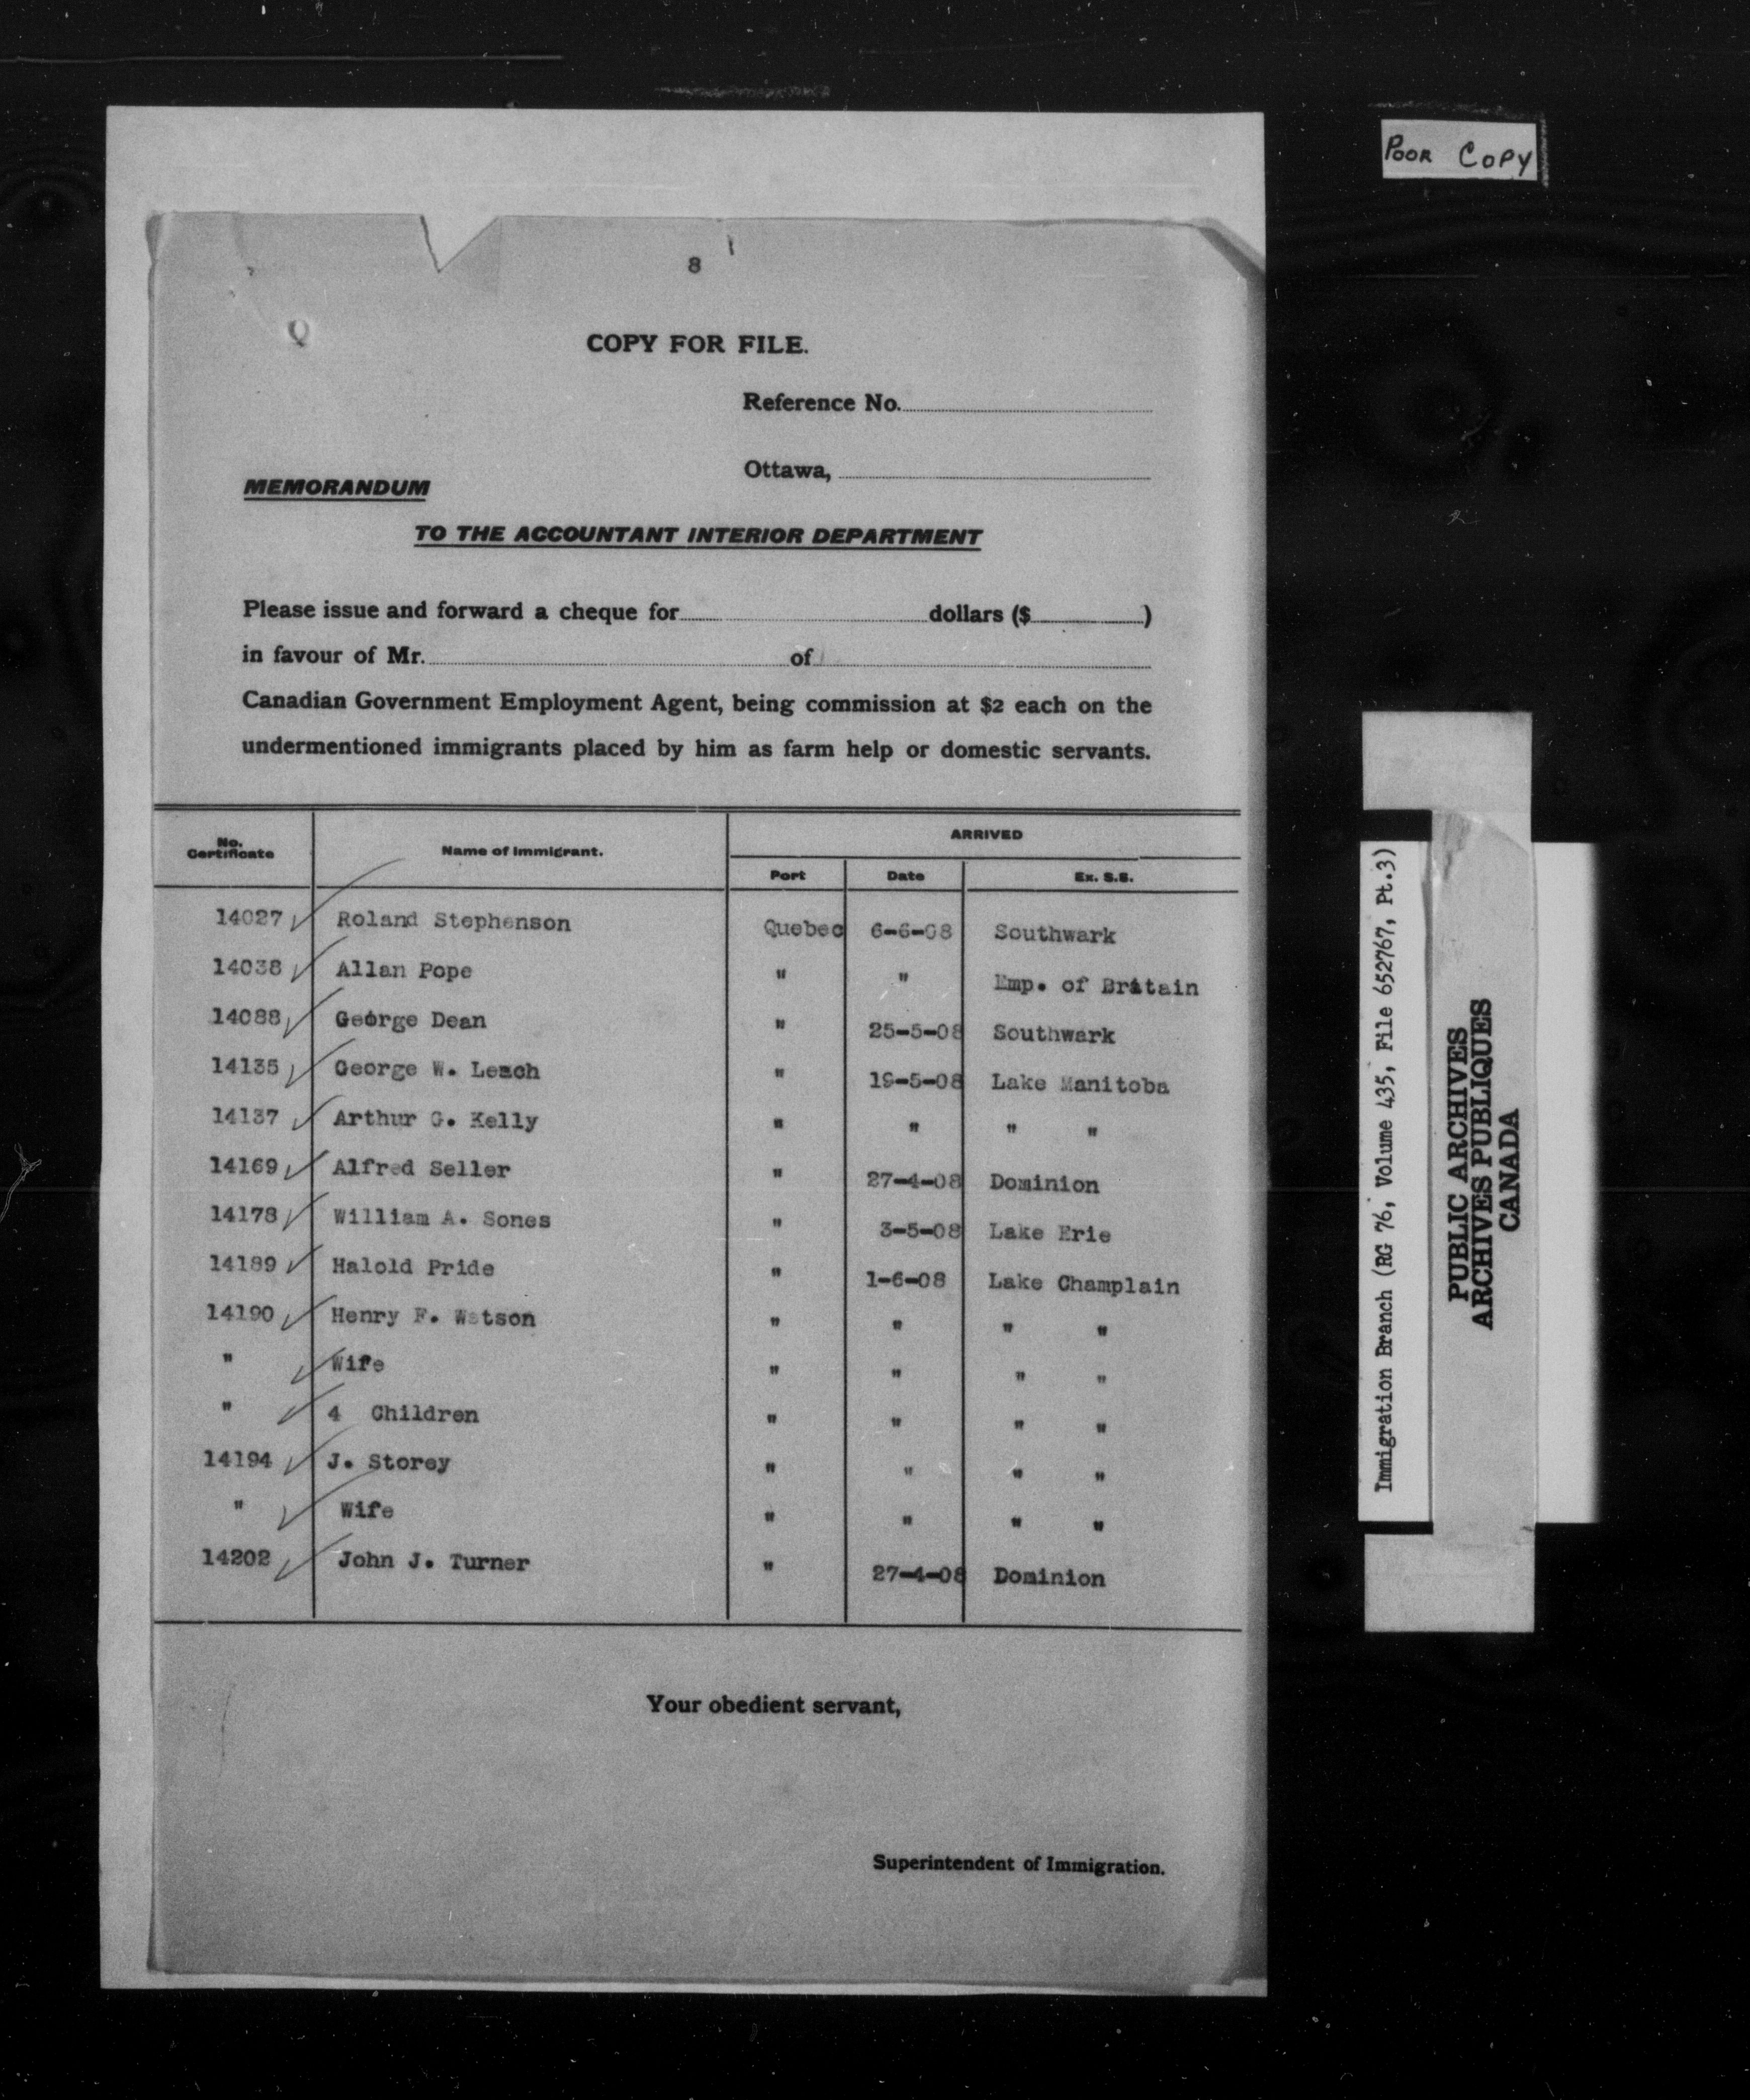 POOR COPY
8
COPY FOR FILE.
Reference No.
Ottawa,
MEMORANDUM
TO THE ACCOUNTANT INTERIOR DEPARTMENT
Please issue and forward a cheque for dollars ($ )
in favour of Mr. of
Canadian Government Employment Agent, being commission at $2 each on the
undermentioned immigrants placed by him as farm help or domestic servants.
No. Certificate Name of Immigrant. ARRIVED
Port Date Ex. S.S.
14027 Roland Stephenson Quebec 6-6-08 Southwark
14038 Allan Pope " " Emp. of Britain
14088 George Dean " 25-5-08 Southwark
14135 George W. Leach " 19-5-08 Lake Manitoba
14137 Arthur G. Kelly " " " "
14169 Alfred Seller " 27-4-08 Dominion
14178 William A. Sones " 3-5-08 Lake Erie
14189 Halold Pride " 1-6-08 Lake Champlain
14190 Henry F. Watson " " " "
" Wife " " " "
" 4 Children " " " "
14194 J. Storey " " " "
" Wife " " " "
14202 John J. Turner " 27-4-08 Dominion
Your obedient servant,
Superintendent of Immigration.
Immigration Branch (RG 76, Volume 435, File 652767, Pt.3)
PUBLIC ARCHIVES
ARCHIVES PUBLIQUES
CANADA